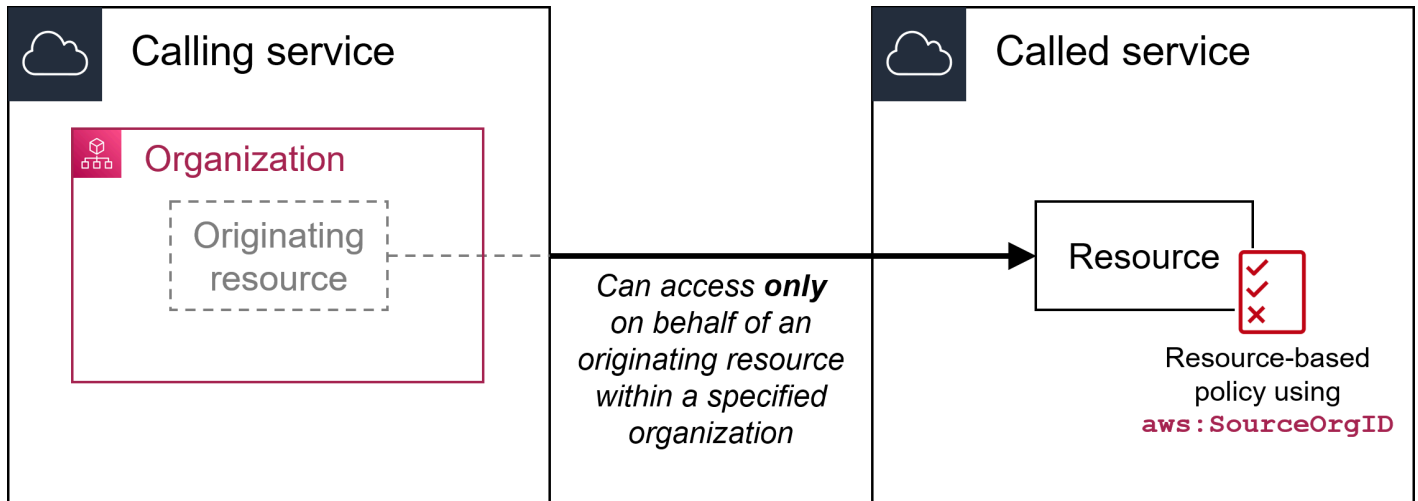 Calling service
Organization
Originating
resource
Can access only
on behalf of an
originating resource
within a specified
organization
Called service
Resource
Resource-based
policy using
aws:SourceOrgID